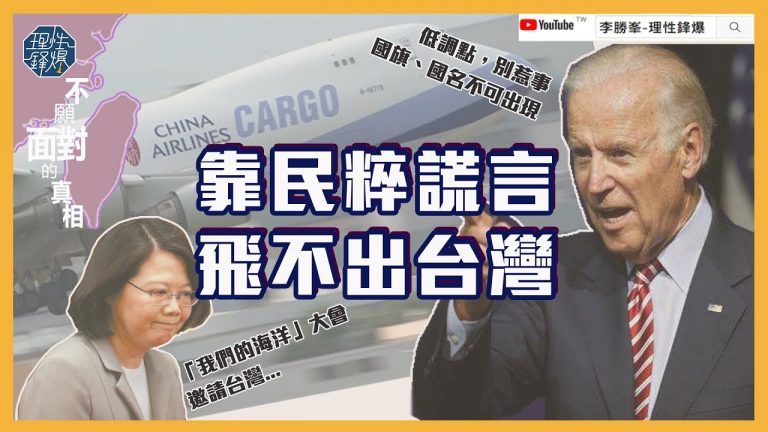 理性
鋒爆
YouTube TW
李勝峯-理性鋒爆
不願
面對
的真相
低調點，別惹事
國旗、國名不可出現
CHINA
AIRLINES
CARGO
靠民粹謊言
飛不出台灣
「我們的海洋」大會
邀請台灣...